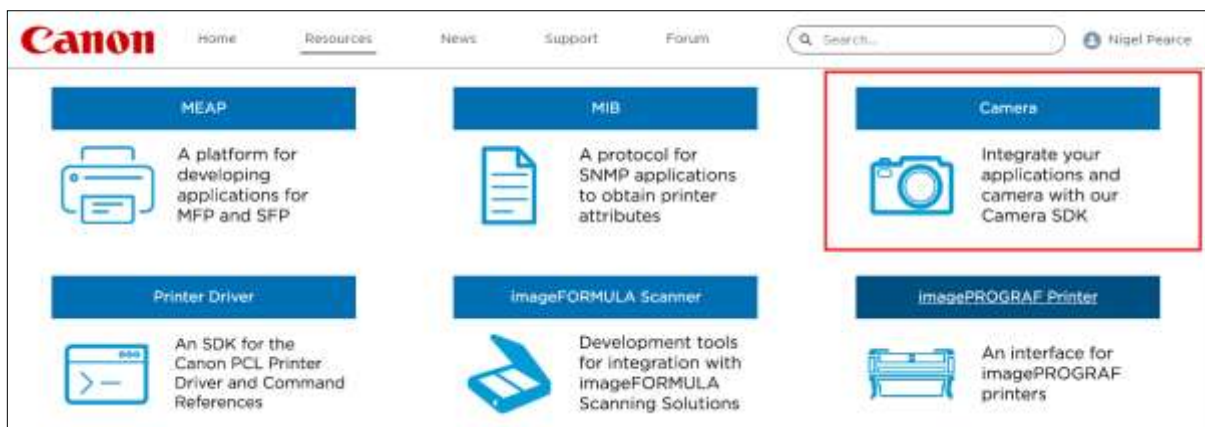 Canon
Home Resources News Support Forum Search... Nigel Pearce
MEAP
A platform for
developing
applications for
MFP and SFP
MIB
A protocol for
SNMP applications
to obtain printer
attributes
Camera
Integrate your
applications and
camera with our
Camera SDK
Printer Driver
An SDK for the
Canon PCL Printer
Driver and Command
References
imageFORMULA Scanner
Development tools
for integration with
imageFORMULA
Scanning Solutions
imagePROGRAF Printer
An interface for
imagePROGRAF
printers